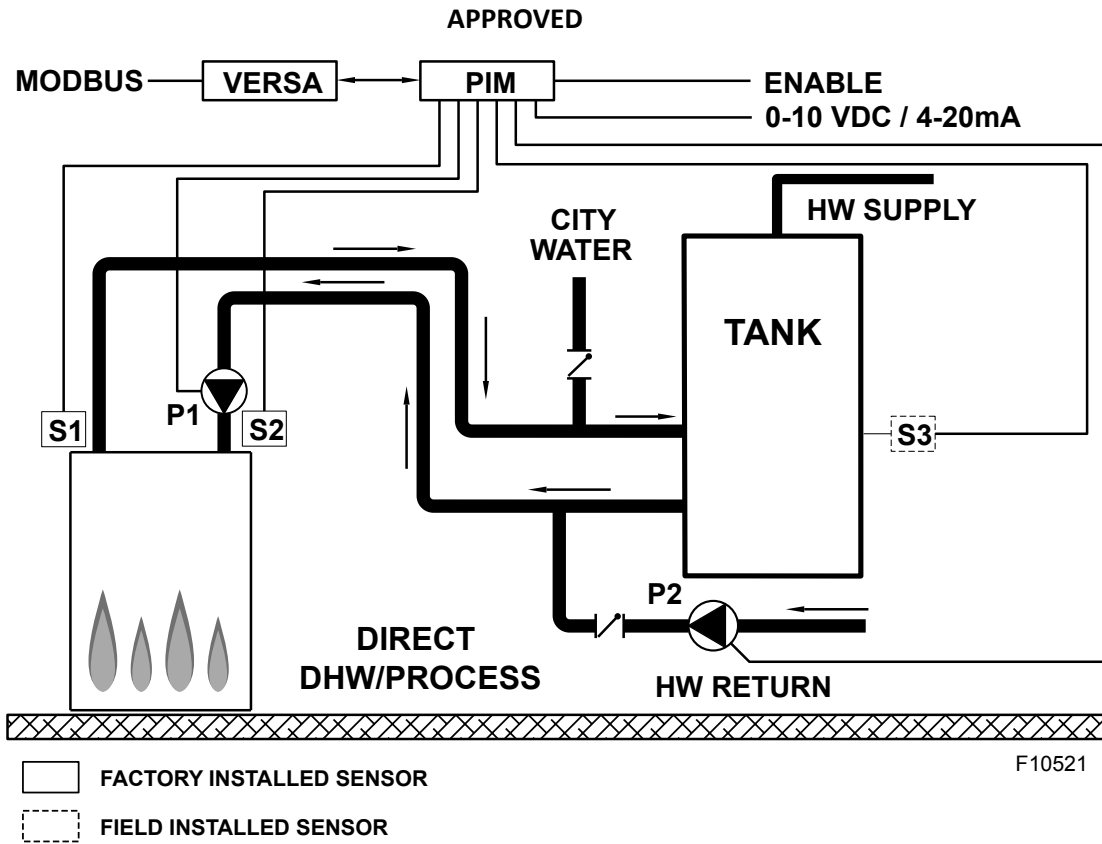 APPROVED
MODBUS
VERSA
PIM
ENABLE
0-10 VDC / 4-20mA
HW SUPPLY
CITY
WATER
TANK
S1
P1
S2
S3
P2
DIRECT
DHW/PROCESS
HW RETURN
F10521
FACTORY INSTALLED SENSOR
FIELD INSTALLED SENSOR